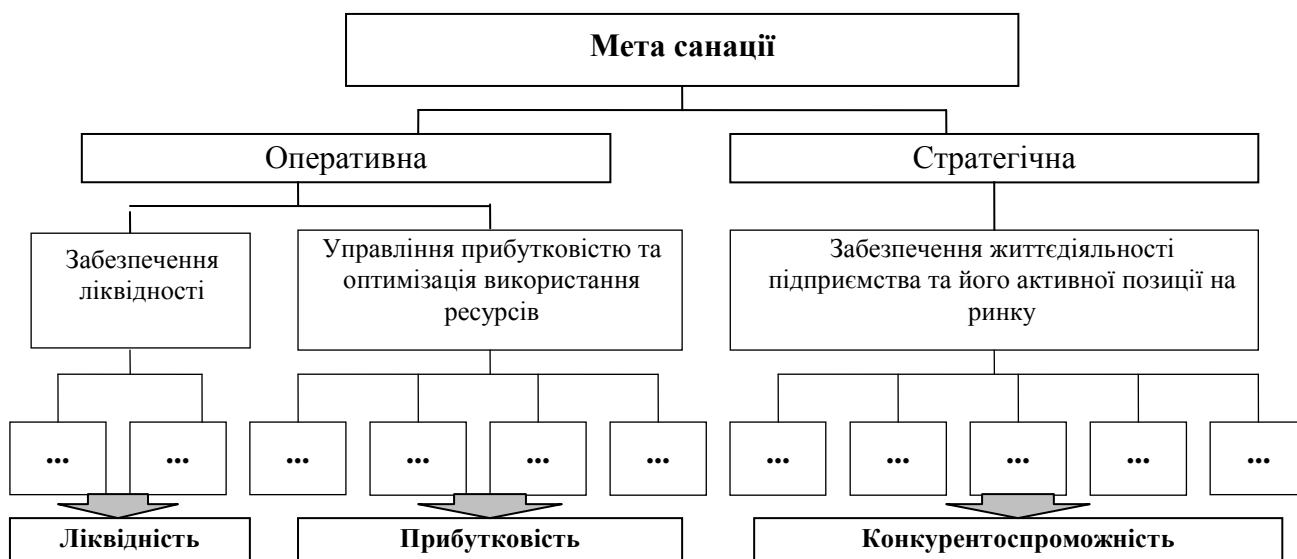 Мета санації
Оперативна
Стратегічна
Забезпечення
ліквідності
Управління прибутковістю та
оптимізація використання
ресурсів
Забезпечення життєдіяльності
підприємства та його активної позиції на
ринку
... ... ... ... ... ... ... ... ... ... ...
Ліквідність
Прибутковість
Конкурентоспроможність